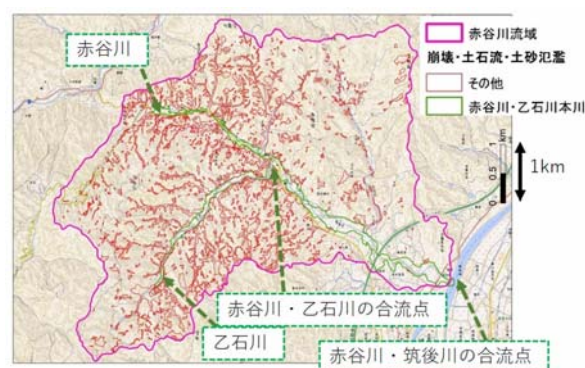 赤谷川
赤谷川流域
崩壊・土石流・土砂氾濫
その他
赤谷川・乙石川本川
km
1
0.5
0
1km
赤谷川・乙石川の合流点
乙石川
赤谷川・筑後川の合流点